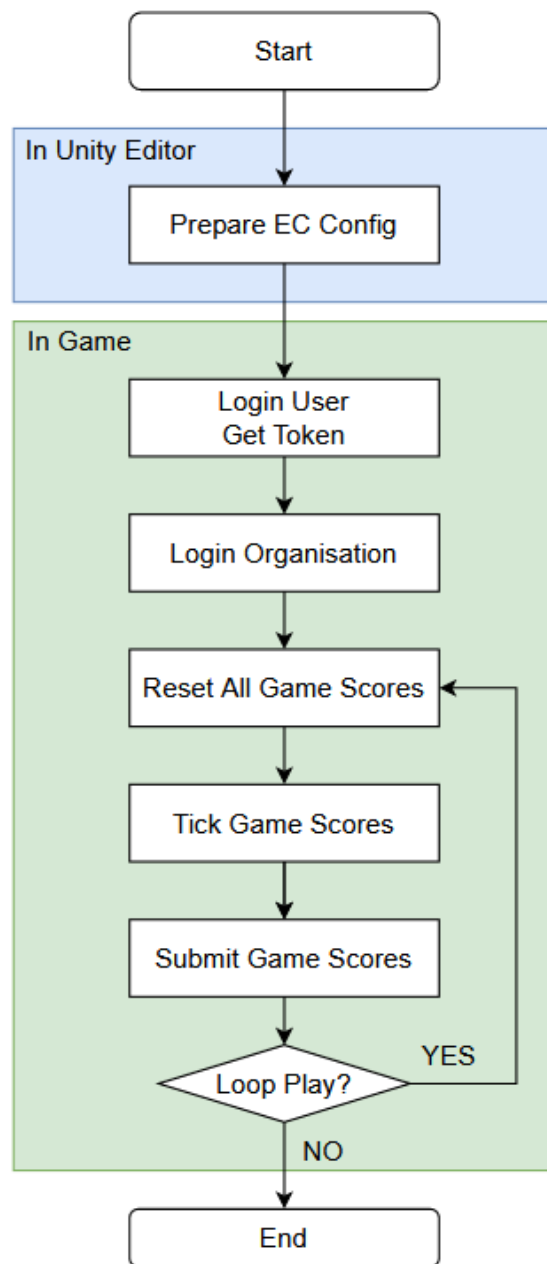 Start
In Unity Editor
Prepare EC Config
In Game
Login User
Get Token
Login Organisation
Reset All Game Scores
Tick Game Scores
Submit Game Scores
Loop Play?
YES
NO
End